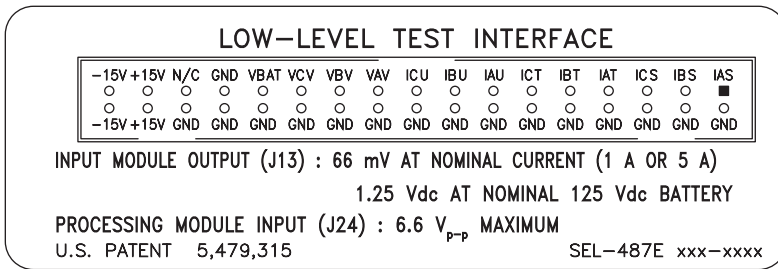 LOW-LEVEL TEST INTERFACE
-15V +15V N/C GND VBAT VCV VBV VAV ICU IBU IAU ICT IBT IAT ICS IBS IAS
-15V +15V GND GND GND GND GND GND GND GND GND GND GND GND GND GND GND
INPUT MODULE OUTPUT (J13) : 66 mV AT NOMINAL CURRENT (1 A OR 5 A)
1.25 Vdc AT NOMINAL 125 Vdc BATTERY
PROCESSING MODULE INPUT (J24) : 6.6 Vp-p MAXIMUM
U.S. PATENT 5,479,315 SEL-487E xxx-xxxx